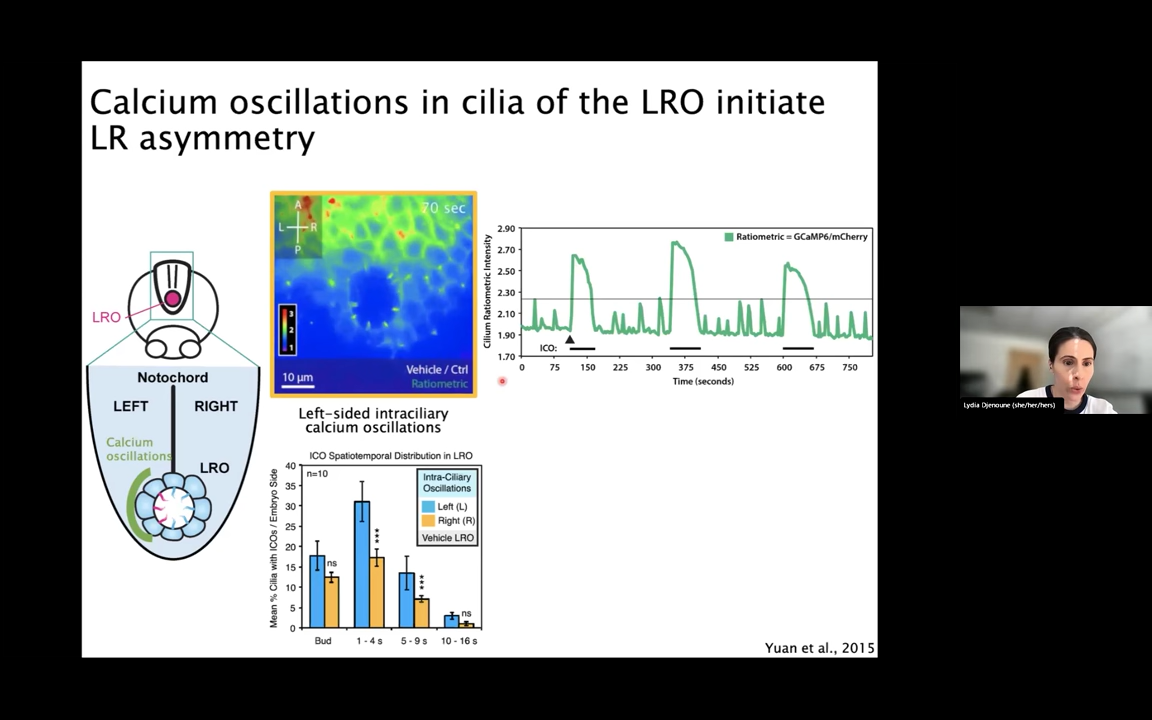 Calcium oscillations in cilia of the LRO initiate
LR asymmetry
LRO
Notochord
LEFT
RIGHT
Calcium
oscillations
LRO
A
L
R
P
70 sec
3
2
1
10 µm
Vehicle / Ctrl
Ratiometric
Left-sided intraciliary
calcium oscillations
Cilium Ratiometric Intensity
2.90
2.70
2.50
2.30
2.10
1.90
1.70
Ratiometric = GCaMP6/mCherry
ICO:
0 75 150 225 300 375 450 525 600 675 750
Time (seconds)
ICO Spatiotemporal Distribution in LRO
Mean % Cilia with ICOs / Embryo Side
40
35
30
25
20
15
10
5
0
n=10
Intra-Ciliary
Oscillations
Left (L)
Right (R)
Vehicle LRO
ns
***
***
ns
Bud 1 - 4 s 5 - 9 s 10 - 16 s
Yuan et al., 2015
Lydia Djenoune (she/her/hers)